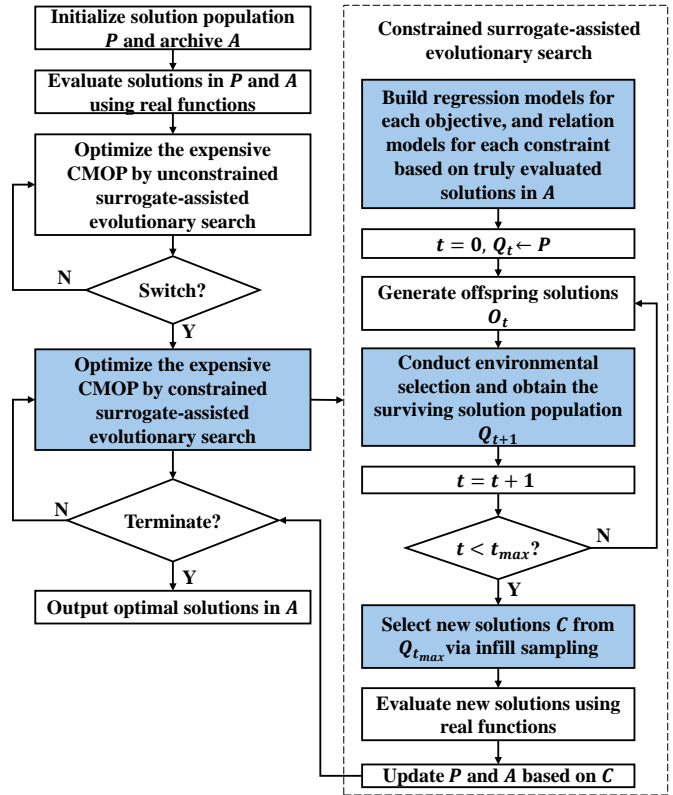 Initialize solution population
P and archive A
Evaluate solutions in P and A
using real functions
Optimize the expensive
CMOP by unconstrained
surrogate-assisted
evolutionary search
N
Switch?
Y
Optimize the expensive
CMOP by constrained
surrogate-assisted
evolutionary search
N
Terminate?
Y
Output optimal solutions in A
Constrained surrogate-assisted
evolutionary search
Build regression models for
each objective, and relation
models for each constraint
based on truly evaluated
solutions in A
t = 0, Q_t ← P
Generate offspring solutions
O_t
Conduct environmental
selection and obtain the
surviving solution population
Q_{t+1}
t = t + 1
t < t_{max}?
N
Y
Select new solutions C from
Q_{t_{max}} via infill sampling
Evaluate new solutions using
real functions
Update P and A based on C